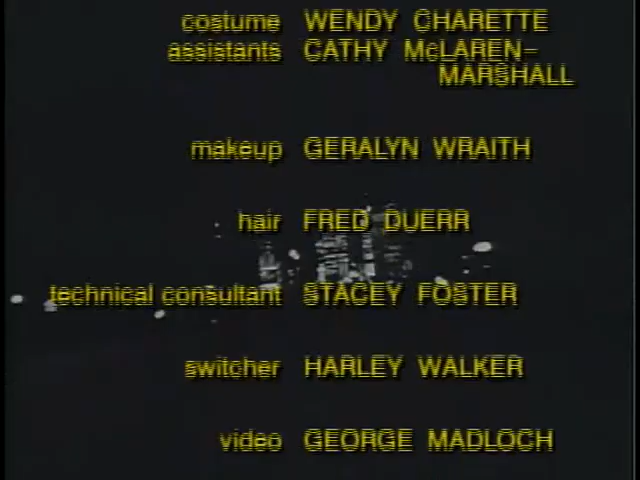 costume WENDY CHARETTE
assistants CATHY McLAREN-
MARSHALL
makeup GERALYN WRAITH
hair FRED DUERR
technical consultant STACEY FOSTER
switcher HARLEY WALKER
video GEORGE MADLOCH